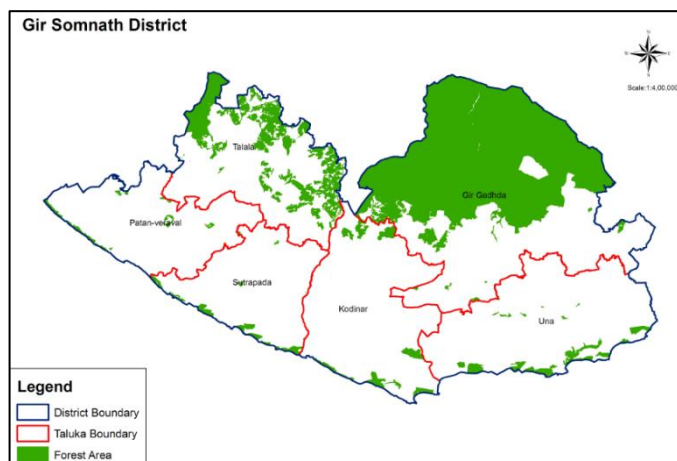 Gir Somnath District
N
Scale:1:4,00,000
Talala
Gir Gadhda
Patan-veraval
Sutrapada
Kodinar
Una
Legend
District Boundary
Taluka Boundary
Forest Area